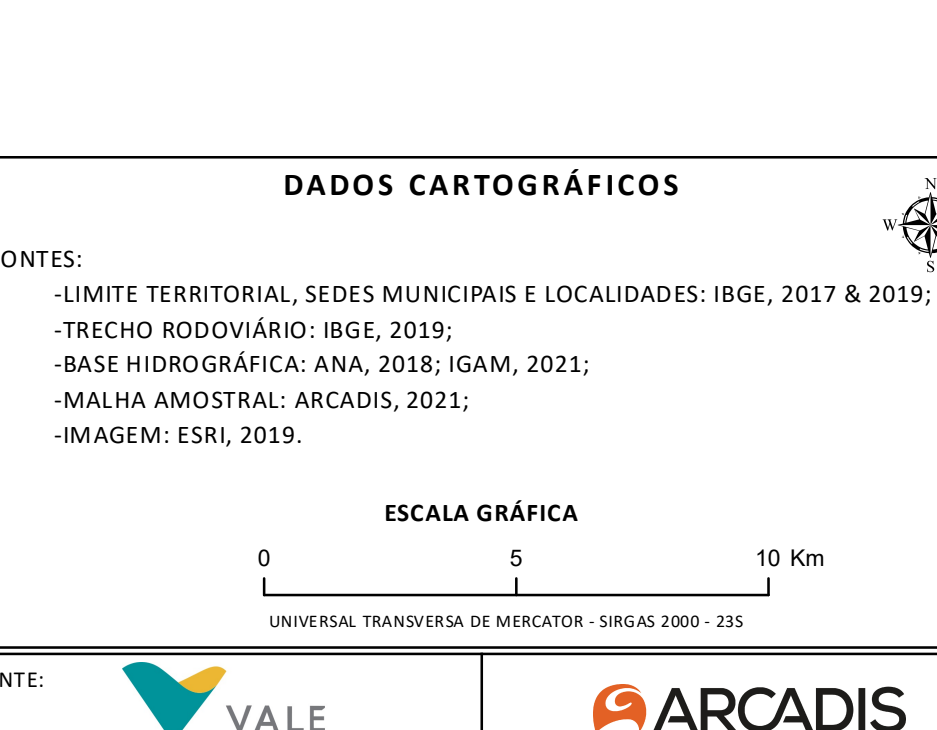 DADOS CARTOGRÁFICOS
N
W
S
ONTES:
-LIMITE TERRITORIAL, SEDES MUNICIPAIS E LOCALIDADES: IBGE, 2017 & 2019;
-TRECHO RODOVIÁRIO: IBGE, 2019;
-BASE HIDROGRÁFICA: ANA, 2018; IGAM, 2021;
-MALHA AMOSTRAL: ARCADIS, 2021;
-IMAGEM: ESRI, 2019.
ESCALA GRÁFICA
0 5 10 Km
UNIVERSAL TRANSVERSA DE MERCATOR - SIRGAS 2000 - 23S
NTE:
VALE
ARCADIS